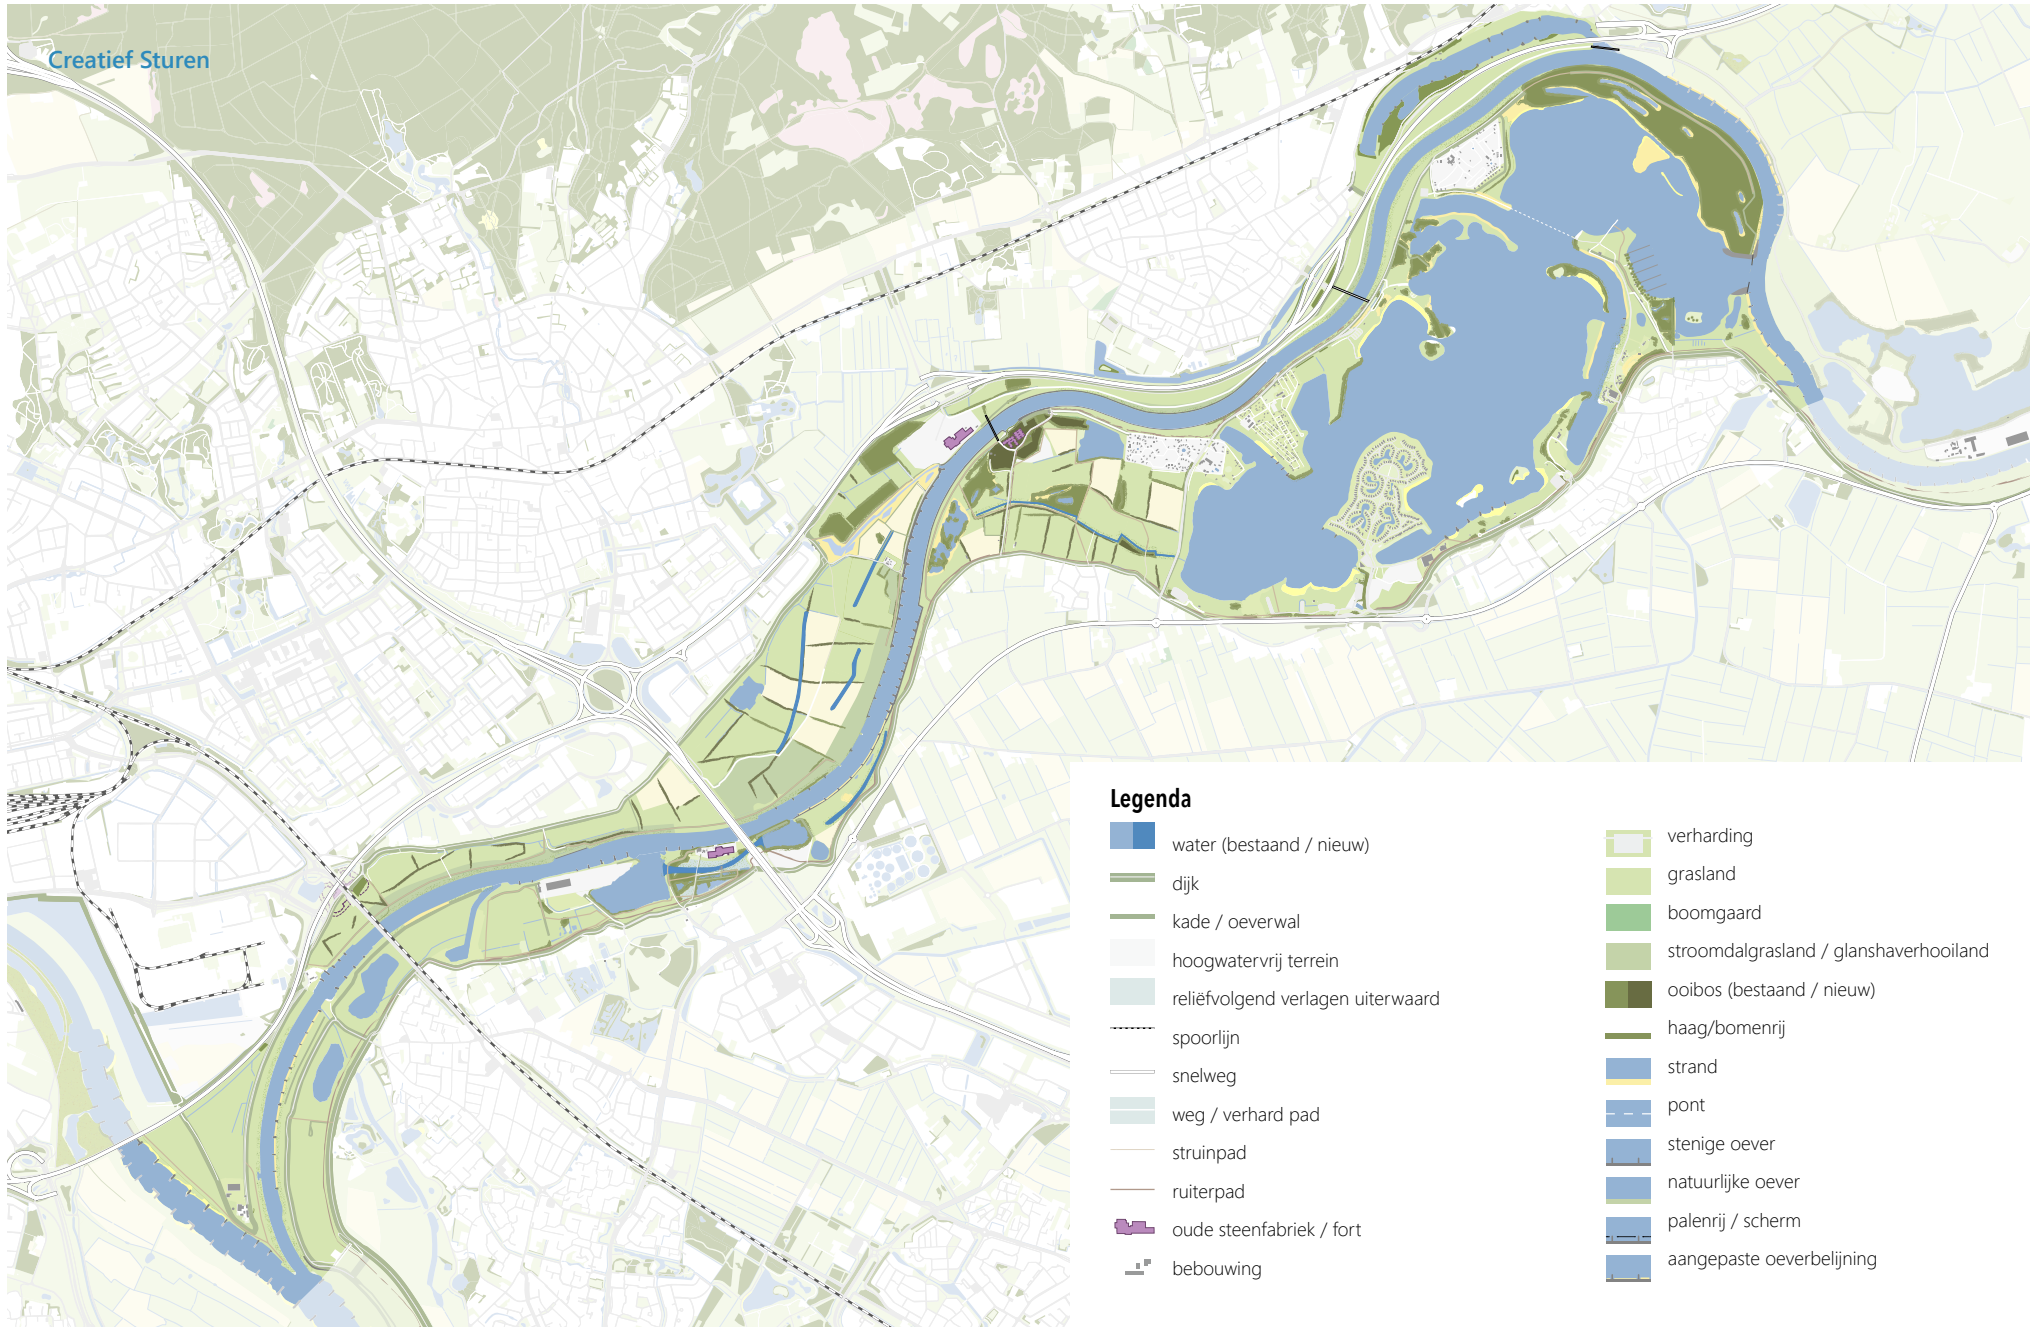 Creatief Sturen
Legenda
water (bestaand / nieuw)
dijk
kade / oeverwal
hoogwatervrij terrein
reliëfvolgend verlagen uiterwaard
spoorlijn
snelweg
weg / verhard pad
struinpad
ruiterpad
oude steenfabriek / fort
bebouwing
verharding
grasland
boomgaard
stroomdalgrasland / glanshaverhooiland
ooibos (bestaand / nieuw)
haag/bomenrij
strand
pont
stenige oever
natuurlijke oever
palenrij / scherm
aangepaste oeverbelijning